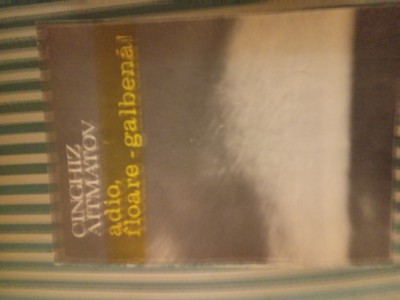 CINGHIZ
AITMATOV
adio,
floare-galbenă!